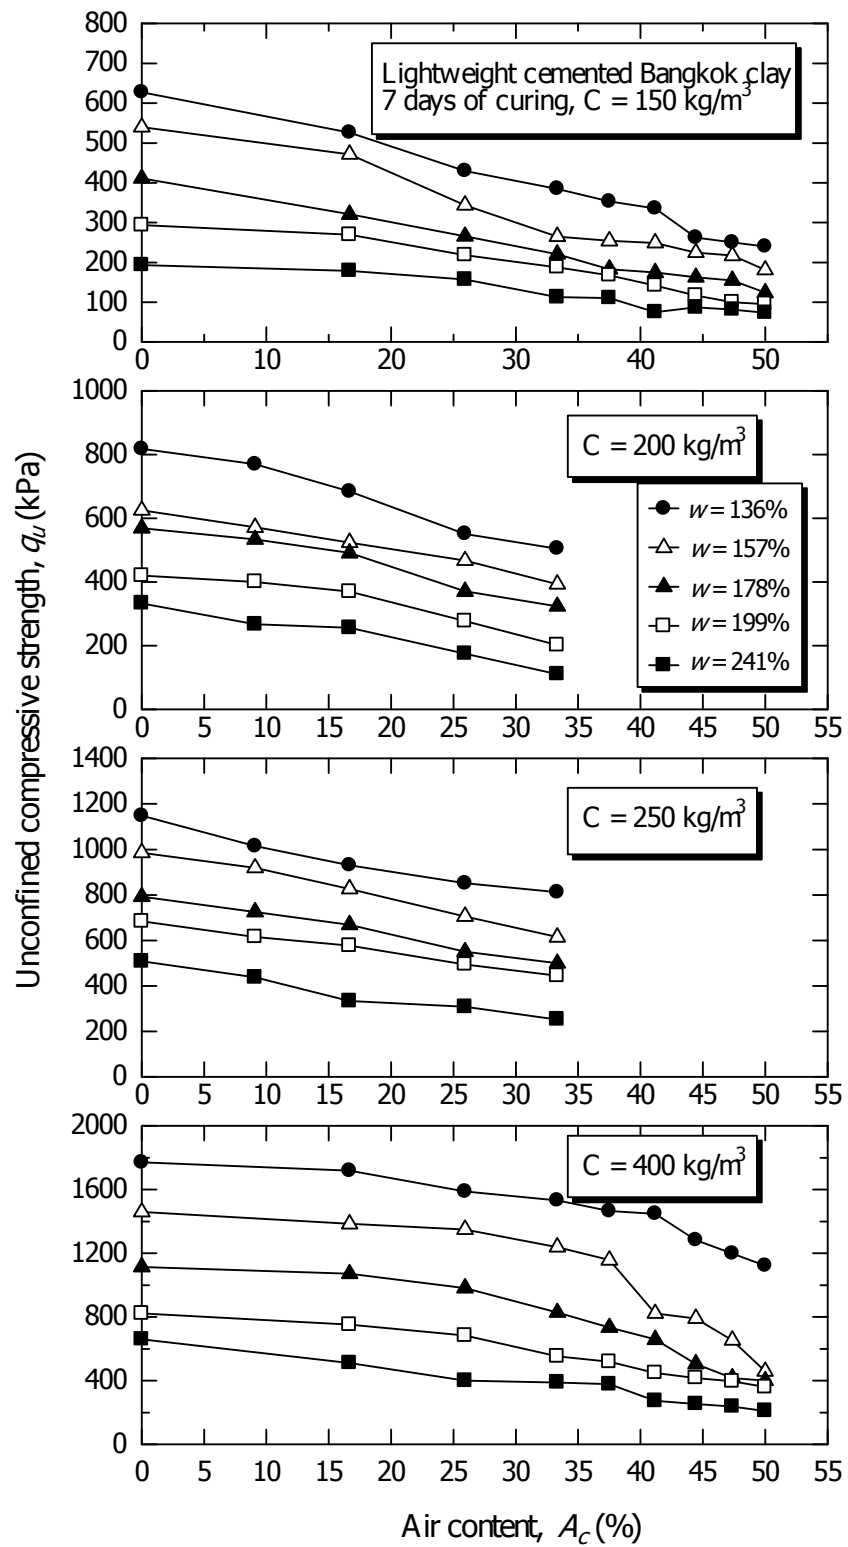 800
700
600
500
400
300
200
100
0
Lightweight cemented Bangkok clay
7 days of curing, C = 150 kg/m³
0 10 20 30 40 50
1000
800
600
400
200
0
C = 200 kg/m³
w = 136%
w = 157%
w = 178%
w = 199%
w = 241%
0 5 10 15 20 25 30 35 40 45 50 55
1400
1200
1000
800
600
400
200
0
C = 250 kg/m³
0 5 10 15 20 25 30 35 40 45 50 55
2000
1600
1200
800
400
0
C = 400 kg/m³
0 5 10 15 20 25 30 35 40 45 50 55
Unconfined compressive strength, qu (kPa)
Air content, Ac (%)